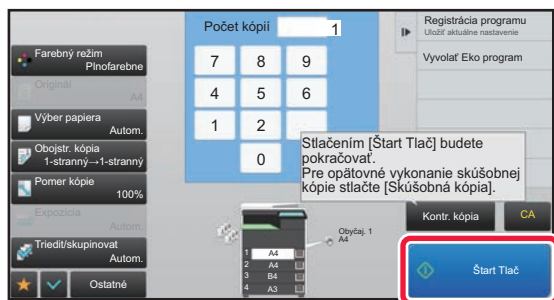 Počet kópií
1
Registrácia programu
Uložiť aktuálne nastavenie
Vyvolať Eko program
Farebný režim
Plnofarebne
Originál
A4
Výber papiera
Autom.
Obojstr. kópia
1-stranný→1-stranný
Pomer kópie
100%
Expozícia
Autom.
Triediť/skupinovat
Autom.
Ostatné
7 8 9
4 5 6
1 2
0
Stlačením [Štart Tlač] budete
pokračovať.
Pre opätovné vykonanie skúšobnej
kópie stlačte [Skúšobná kópia].
Obyčaj. 1
A4
1 A4
2 A4
3 B4
4 A3
Kontr. kópia
CA
Štart Tlač